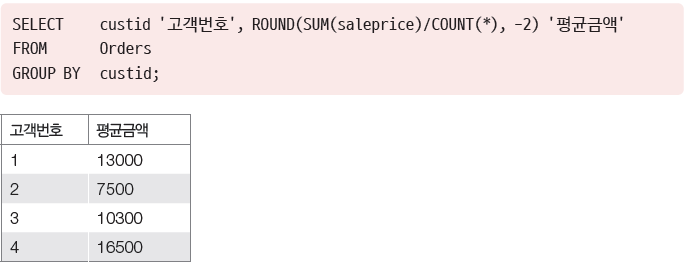 SELECT custid '고객번호', ROUND(SUM(saleprice)/COUNT(*), -2) '평균금액'
FROM Orders
GROUP BY custid;
고객번호 평균금액
1 13000
2 7500
3 10300
4 16500